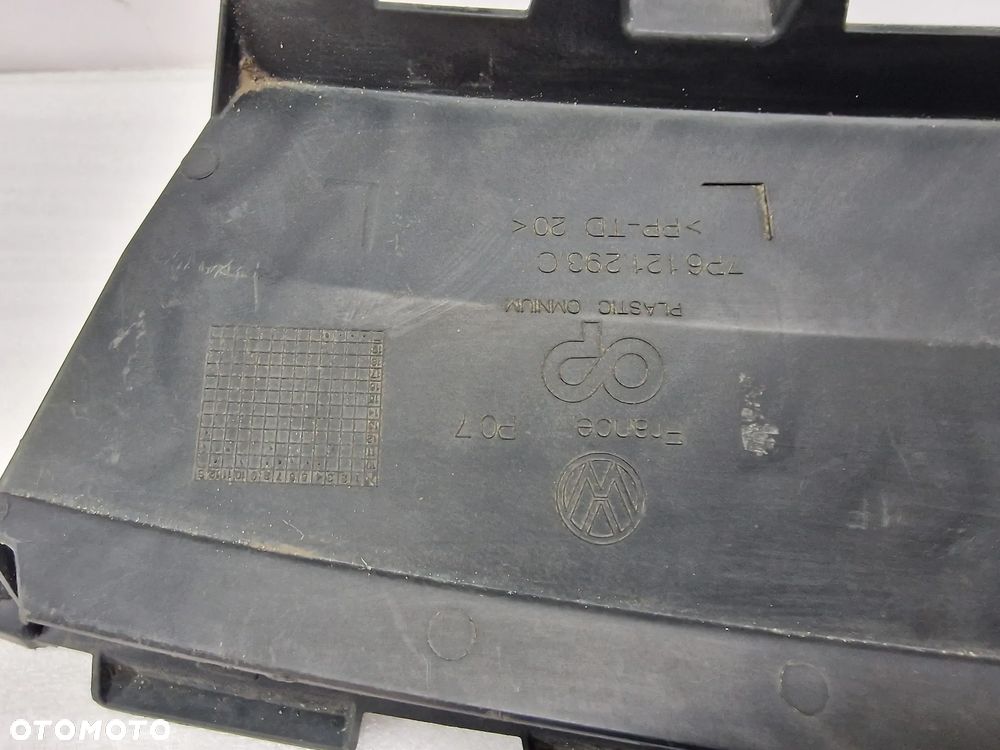 France P07
PLASTIC OMNIUM
7P6 121 293 C
>PP-TD 20<
OTOMOTO